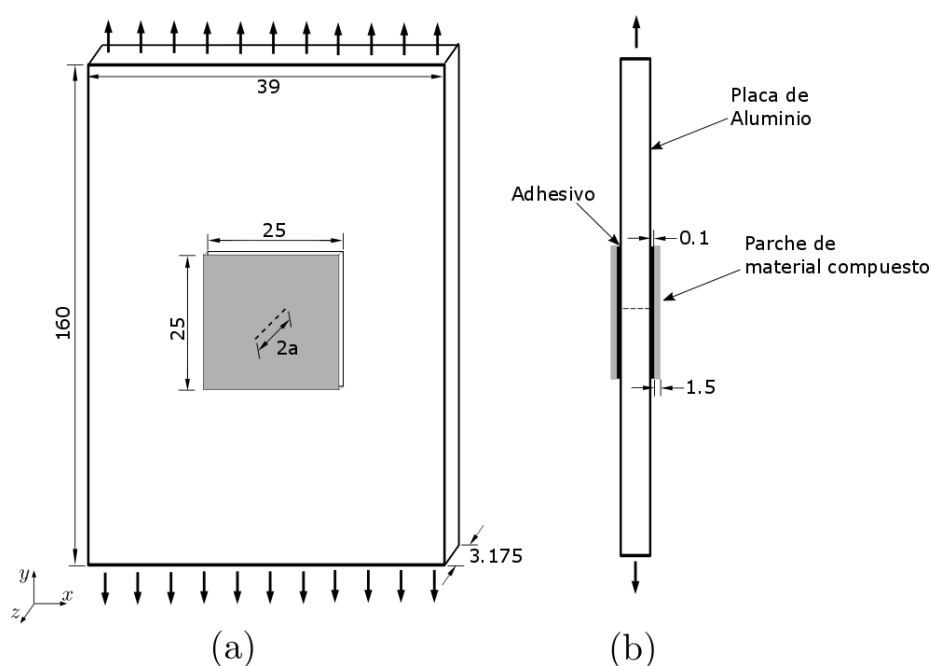 39
25
160
25
2a
3.175
y
x
z
(a)
Placa de
Aluminio
Adhesivo
0.1
Parche de
material compuesto
1.5
(b)